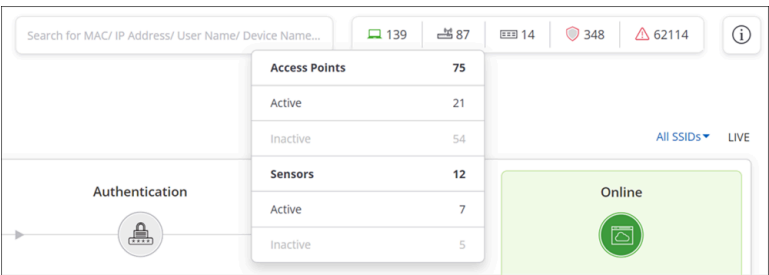 Search for MAC/ IP Address/ User Name/ Device Name... 139 87 14 348 62114
Access Points 75
Active 21
Inactive 54
All SSIDs LIVE
Sensors 12
Authentication Online
Active 7
Inactive 5